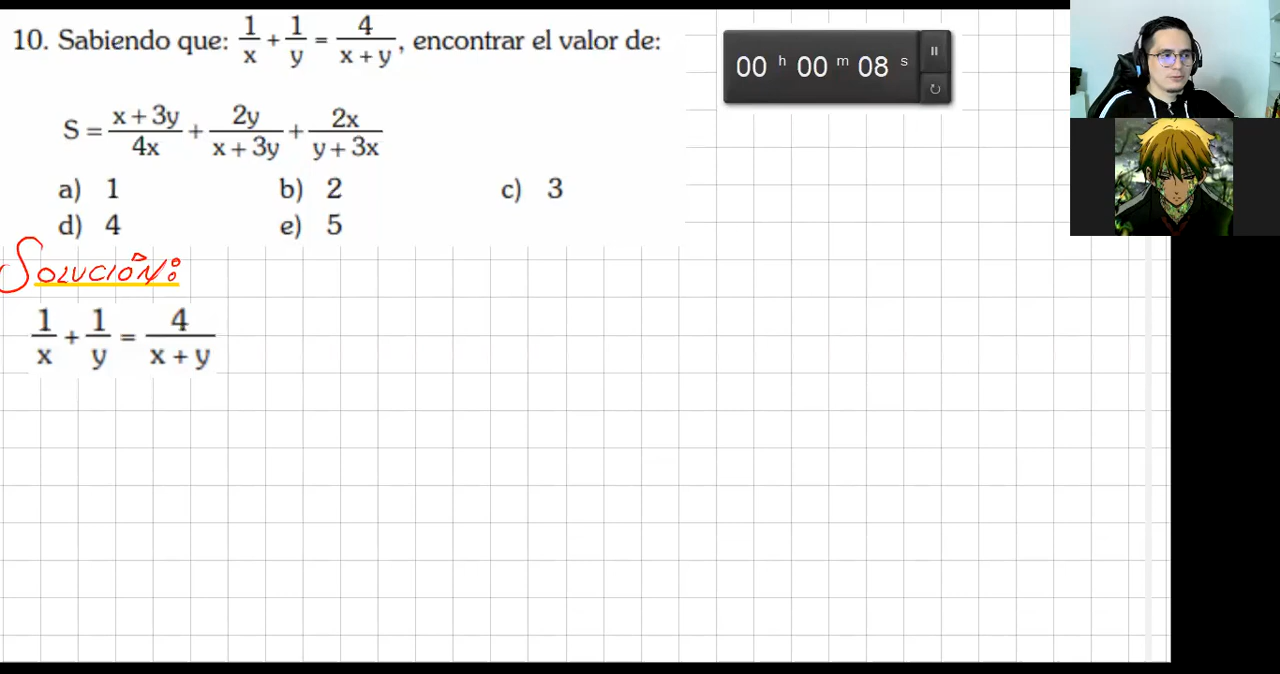 10. Sabiendo que: 1/x + 1/y = 4/(x + y), encontrar el valor de:
00 h 00 m 08 s
S = (x + 3y)/4x + 2y/(x + 3y) + 2x/(y + 3x)
a) 1 b) 2 c) 3
d) 4 e) 5
SOLUCIÓN:
1/x + 1/y = 4/(x + y)